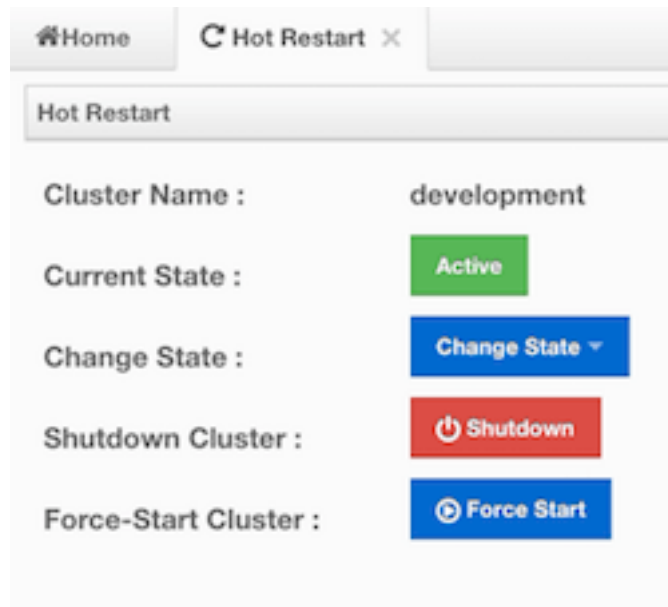 Home Hot Restart
Hot Restart
Cluster Name : development
Current State : Active
Change State : Change State
Shutdown Cluster : Shutdown
Force-Start Cluster : Force Start